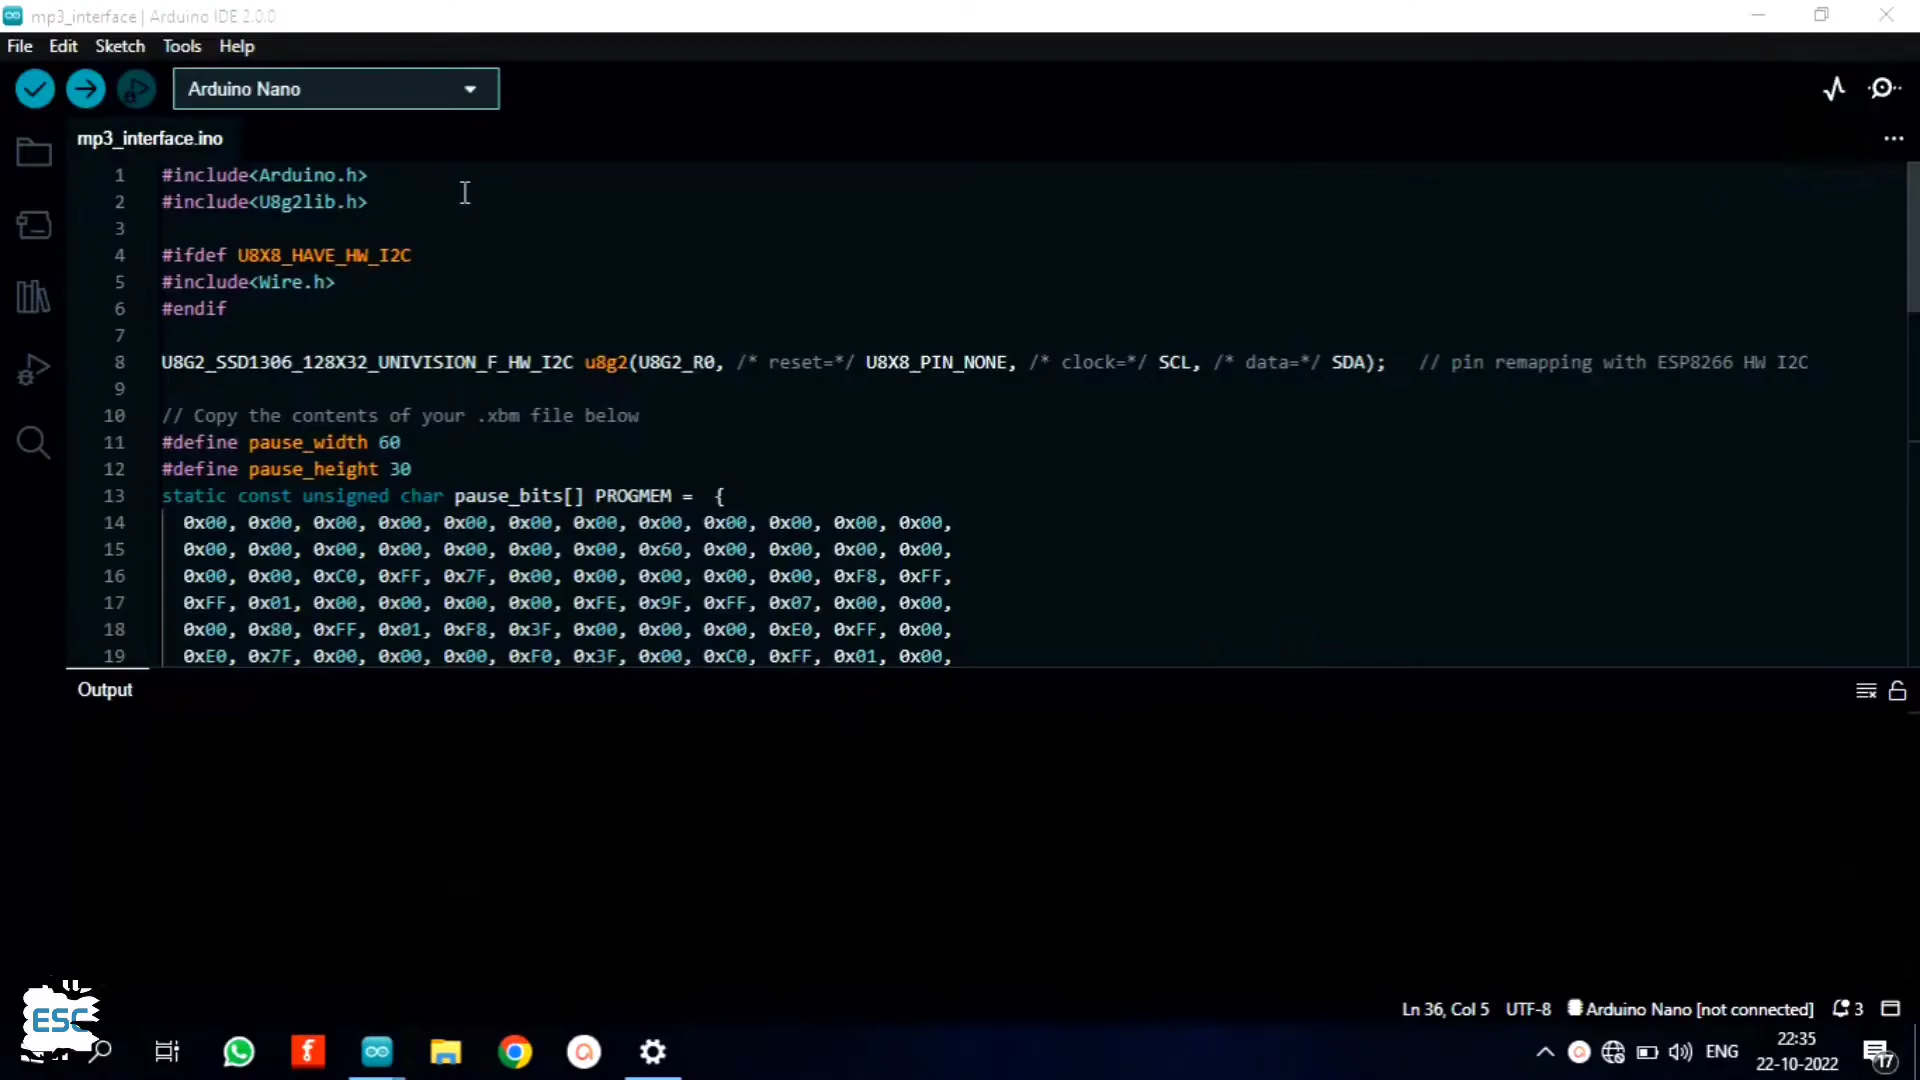 mp3_interface | Arduino IDE 2.0.0
File Edit Sketch Tools Help
Arduino Nano
mp3_interface.ino
1 #include<Arduino.h>
2 #include<U8g2lib.h>
3
4 #ifdef U8X8_HAVE_HW_I2C
5 #include<Wire.h>
6 #endif
7
8 U8G2_SSD1306_128X32_UNIVISION_F_HW_I2C u8g2(U8G2_R0, /* reset=*/ U8X8_PIN_NONE, /* clock=*/ SCL, /* data=*/ SDA); // pin remapping with ESP8266 HW I2C
9
10 // Copy the contents of your .xbm file below
11 #define pause_width 60
12 #define pause_height 30
13 static const unsigned char pause_bits[] PROGMEM = {
14 0x00, 0x00, 0x00, 0x00, 0x00, 0x00, 0x00, 0x00, 0x00, 0x00, 0x00, 0x00,
15 0x00, 0x00, 0x00, 0x00, 0x00, 0x00, 0x00, 0x60, 0x00, 0x00, 0x00, 0x00,
16 0x00, 0x00, 0xC0, 0xFF, 0x7F, 0x00, 0x00, 0x00, 0x00, 0x00, 0xF8, 0xFF,
17 0xFF, 0x01, 0x00, 0x00, 0x00, 0x00, 0xFE, 0x9F, 0xFF, 0x07, 0x00, 0x00,
18 0x00, 0x80, 0xFF, 0x01, 0xF8, 0x3F, 0x00, 0x00, 0x00, 0xE0, 0xFF, 0x00,
19 0xE0, 0x7F, 0x00, 0x00, 0x00, 0xF0, 0x3F, 0x00, 0xC0, 0xFF, 0x01, 0x00,
Output
Ln 36, Col 5 UTF-8 Arduino Nano [not connected] 3
ESC
ENG
22:35
22-10-2022
17